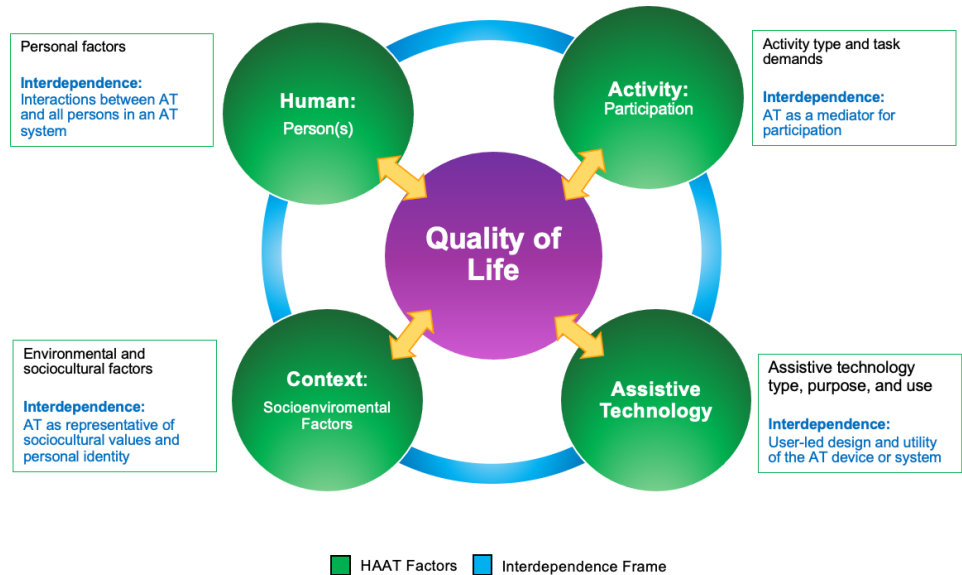 Personal factors
Interdependence:
Interactions between AT
and all persons in an AT
system
Human:
Person(s)
Activity:
Participation
Activity type and task
demands
Interdependence:
AT as a mediator for
participation
Quality of
Life
Environmental and
sociocultural factors
Interdependence:
AT as representative of
sociocultural values and
personal identity
Context:
Socioenviromental
Factors
Assistive
Technology
Assistive technology
type, purpose, and use
Interdependence:
User-led design and utility
of the AT device or system
HAAT Factors
Interdependence Frame